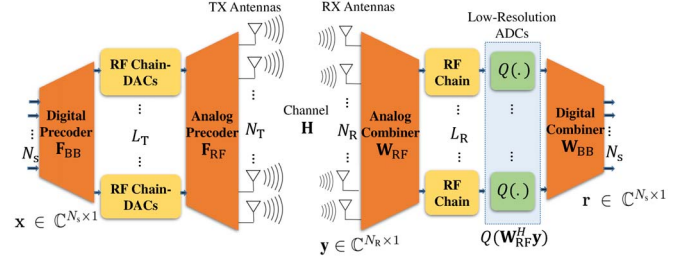 TX Antennas
RX Antennas
Low-Resolution
ADCs
RF Chain-
DACs
RF
Chain
Q(.)
Digital
Precoder
F_BB
N_s
L_T
Analog
Precoder
F_RF
N_T
Channel
H
N_R
Analog
Combiner
W_RF
L_R
Digital
Combiner
W_BB
N_s
RF Chain-
DACs
RF
Chain
Q(.)
x ∈ ℂ^{N_s×1}
y ∈ ℂ^{N_R×1}
Q(W_RF^H y)
r ∈ ℂ^{N_s×1}